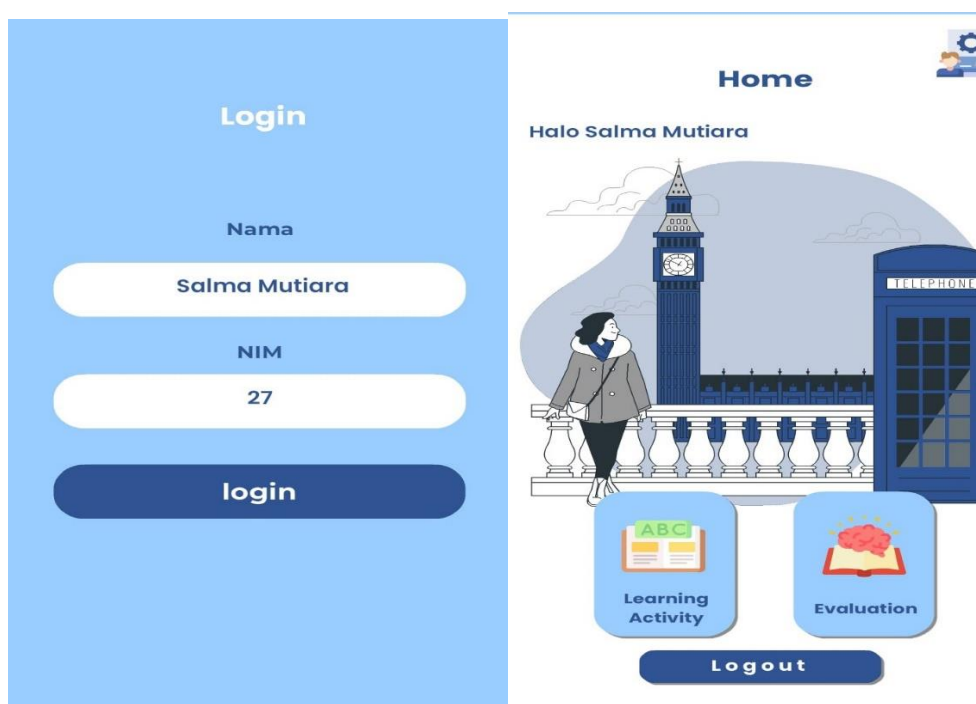 Login
Nama
Salma Mutiara
NIM
27
login
Home
Halo Salma Mutiara
TELEPHONE
ABC
Learning
Activity
Evaluation
Logout